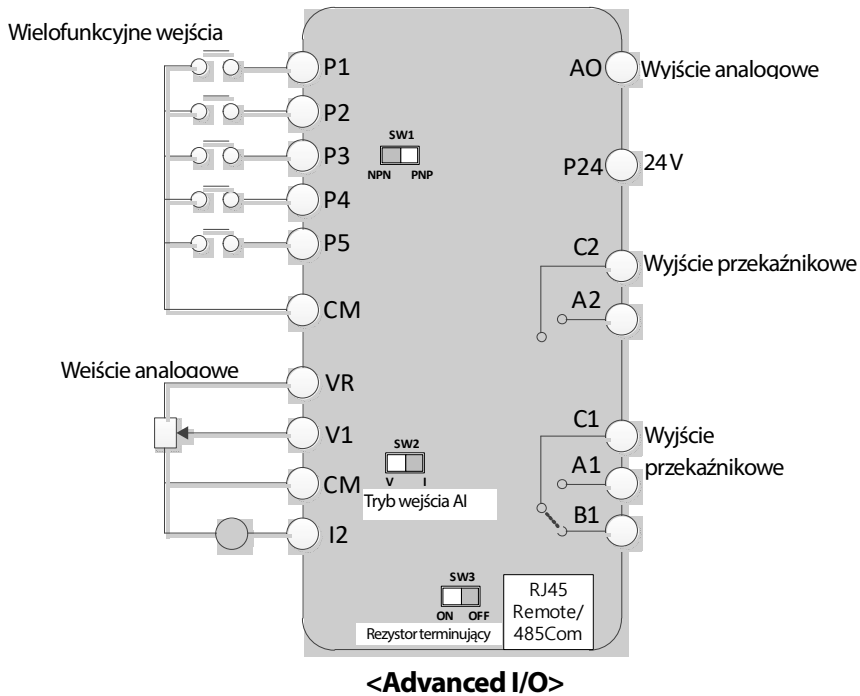 Wielofunkcyjne wejścia
P1
P2
P3
P4
P5
CM
SW1
NPN PNP
AO Wyjście analogowe
P24 24 V
C2 Wyjście przekaźnikowe
A2
Wejście analogowe
VR
V1
CM
I2
SW2
V I
Tryb wejścia AI
C1 Wyjście
przekaźnikowe
A1
B1
SW3
ON OFF
Rezystor terminujący
RJ45
Remote/
485Com
<Advanced I/O>